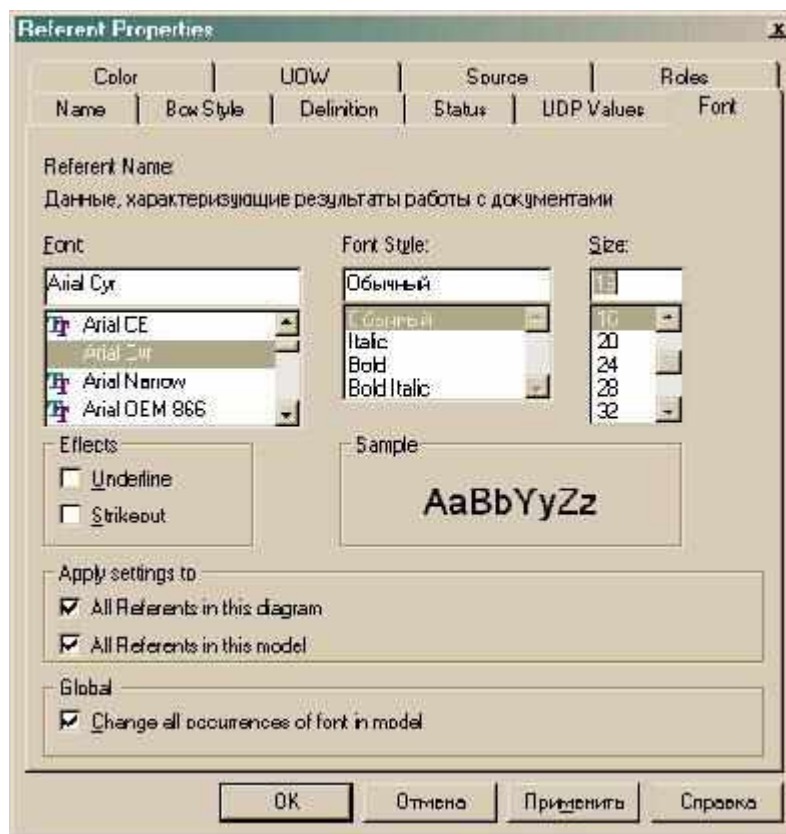 Referent Properties
x
Color UOW Source Roles
Name Box Style Definition Status UDP Values Font
Referent Name:
Данные, характеризующие результаты работы с документами
Font: Font Style: Size:
Arial Cyr Обычный
Arial CE Обычный
Arial Cyr Italic 20
Arial Narrow Bold 24
Arial OEM 866 Bold Italic 28
32
Effects Sample
Underline
Strikeout
AaBbYyZz
Apply settings to
All Referents in this diagram
All Referents in this model
Global
Change all occurrences of font in model
OK Отмена Применить Справка